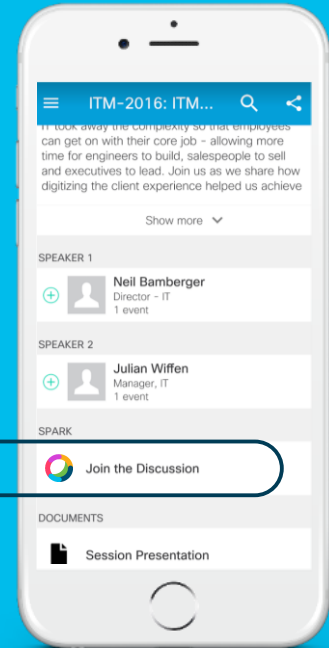 ITM-2016: ITM...
IT took away the complexity so that employees
can get on with their core job - allowing more
time for engineers to build, salespeople to sell
and executives to lead. Join us as we share how
digitizing the client experience helped us achieve
Show more
SPEAKER 1
Neil Bamberger
Director - IT
1 event
SPEAKER 2
Julian Wiffen
Manager, IT
1 event
SPARK
Join the Discussion
DOCUMENTS
Session Presentation